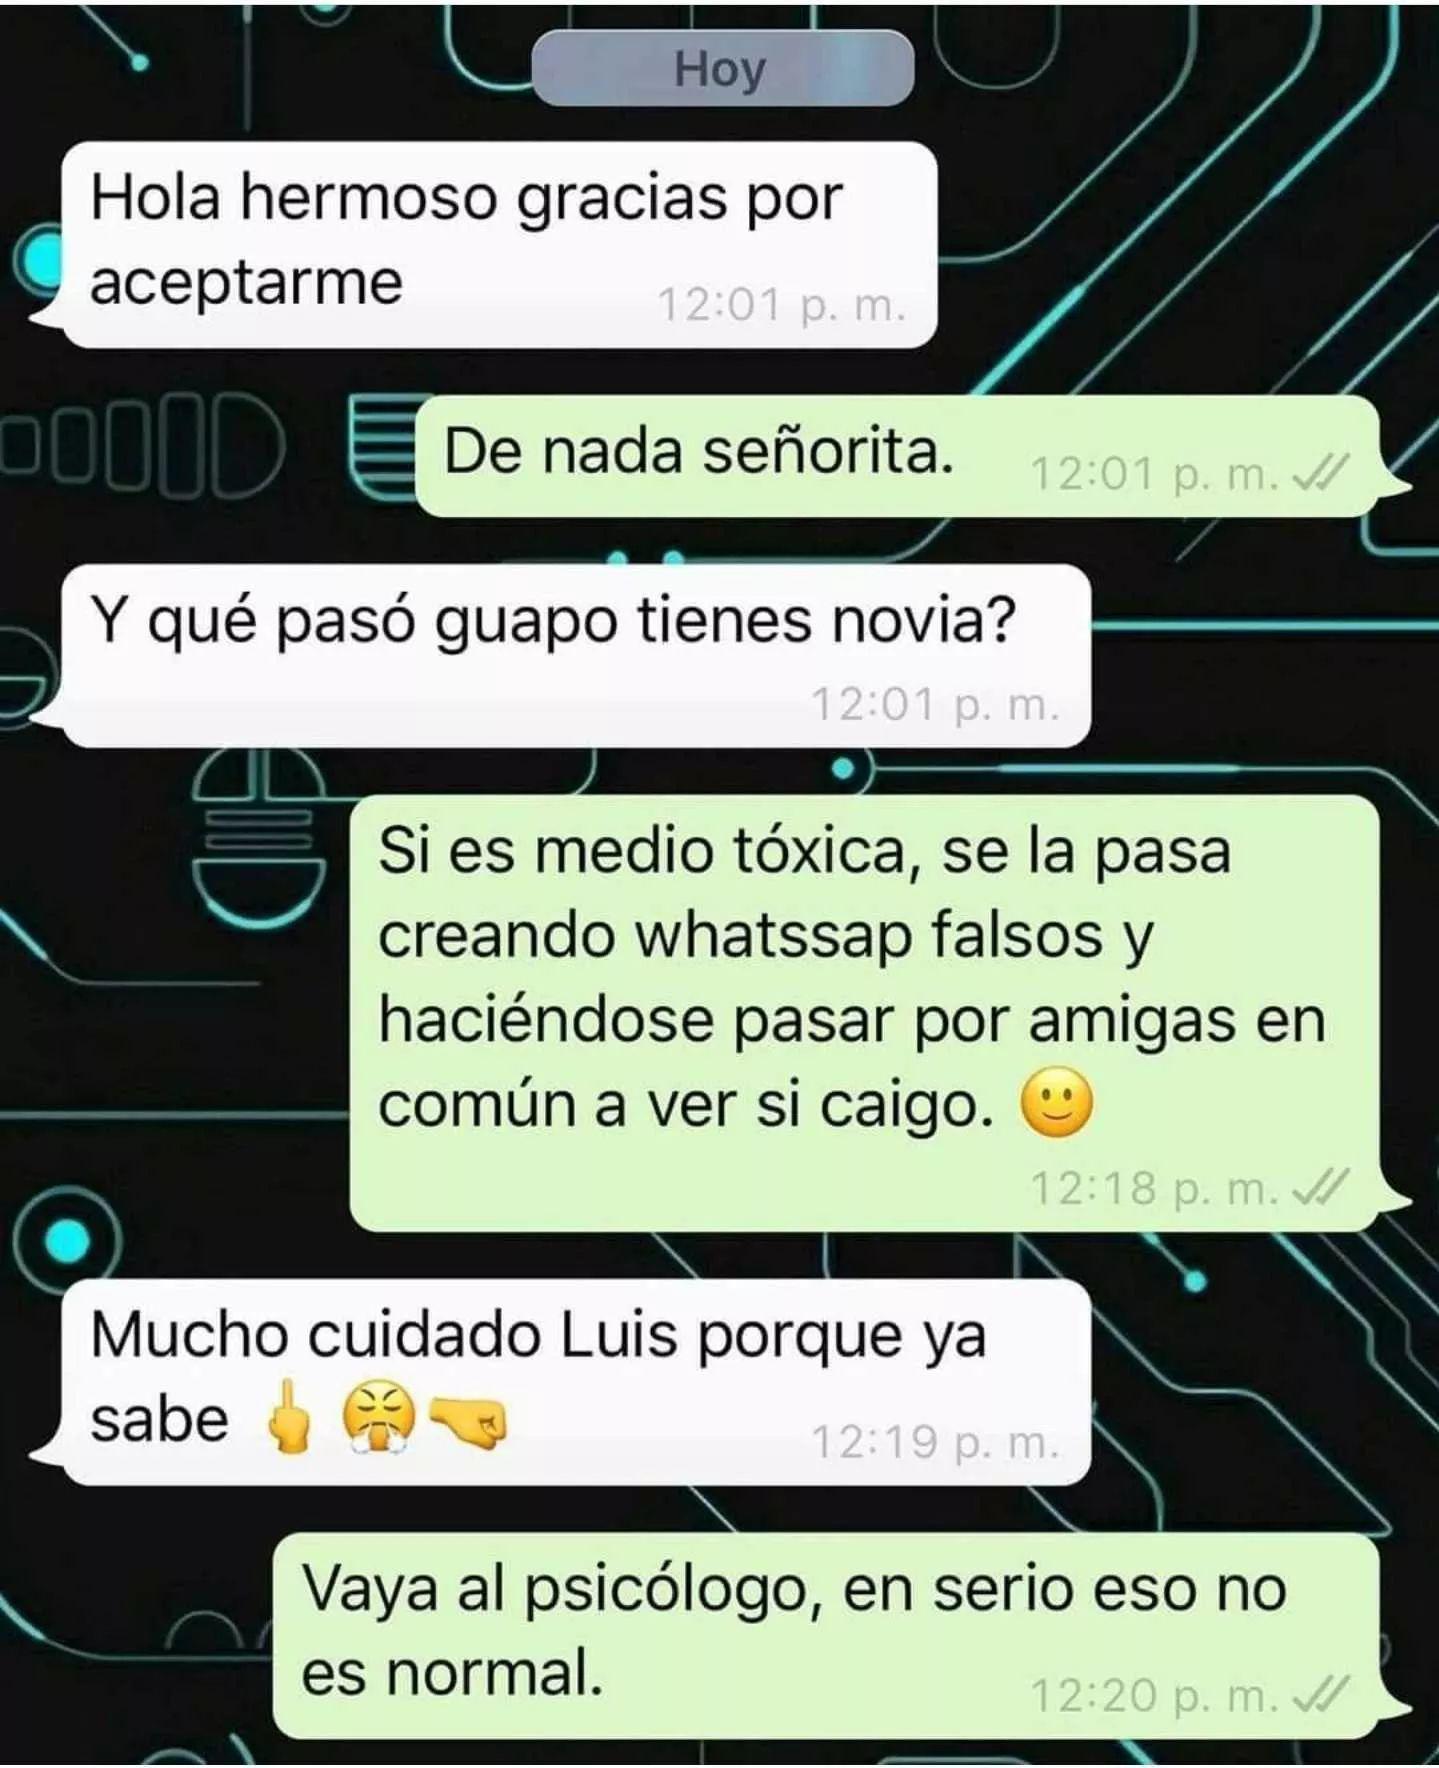 Hoy
Hola hermoso gracias por
aceptarme
12:01 p. m.
De nada señorita.
12:01 p. m.
Y qué pasó guapo tienes novia?
12:01 p. m.
Si es medio tóxica, se la pasa
creando whatssap falsos y
haciéndose pasar por amigas en
común a ver si caigo. 🙂
12:18 p. m.
Mucho cuidado Luis porque ya
sabe 🖕 😤 🤜
12:19 p. m.
Vaya al psicólogo, en serio eso no
es normal.
12:20 p. m.